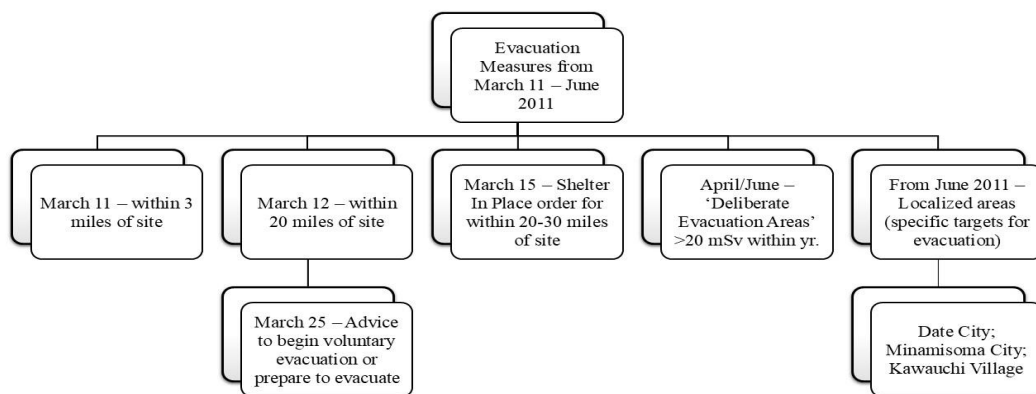 Evacuation
Measures from
March 11 – June
2011
March 11 – within 3
miles of site
March 12 – within
20 miles of site
March 15 – Shelter
In Place order for
within 20-30 miles
of site
April/June –
‘Deliberate
Evacuation Areas’
>20 mSv within yr.
From June 2011 –
Localized areas
(specific targets for
evacuation)
March 25 – Advice
to begin voluntary
evacuation or
prepare to evacuate
Date City;
Minamisoma City;
Kawauchi Village